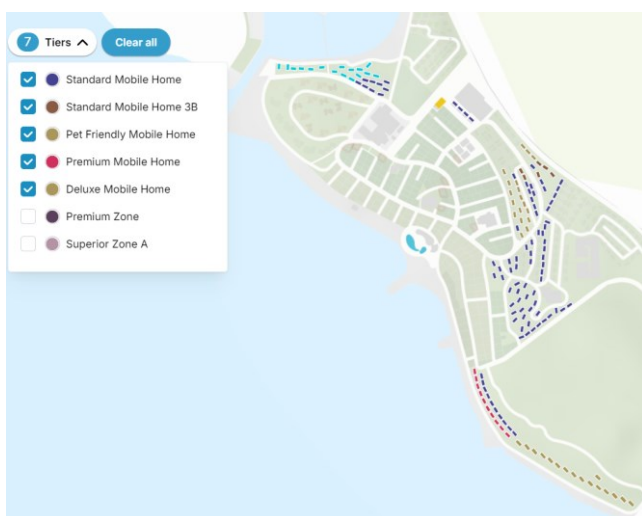 7 Tiers Clear all
Standard Mobile Home
Standard Mobile Home 3B
Pet Friendly Mobile Home
Premium Mobile Home
Deluxe Mobile Home
Premium Zone
Superior Zone A